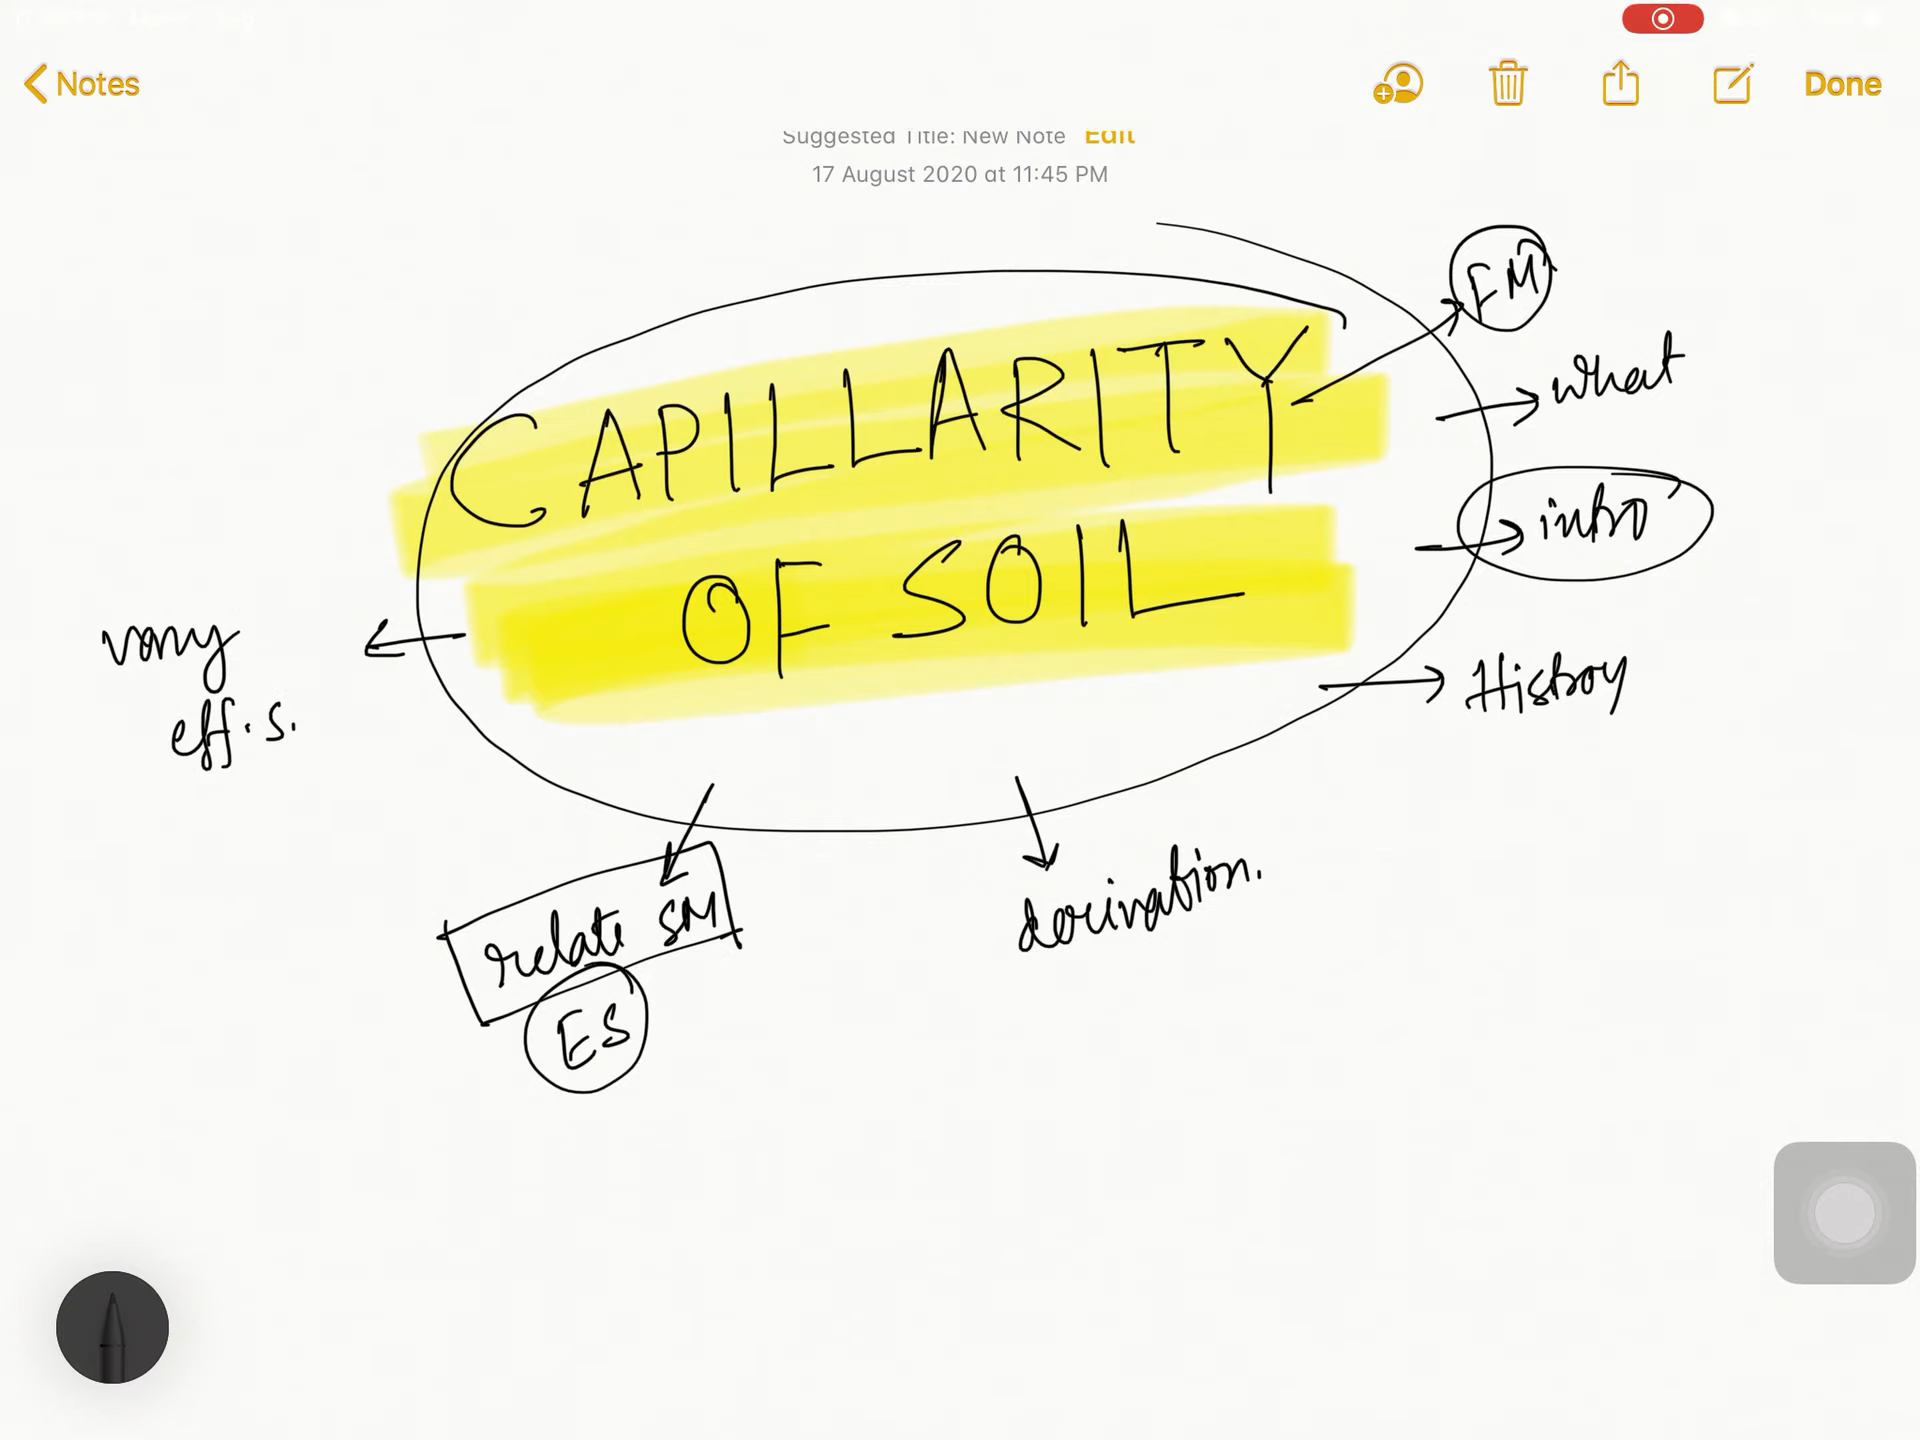 Notes
Done
Suggested Title: New Note Edit
17 August 2020 at 11:45 PM
FM
CAPILLARITY
OF SOIL
what
intro
Histroy
vary
eff. s.
relate SM
ES
derivation.